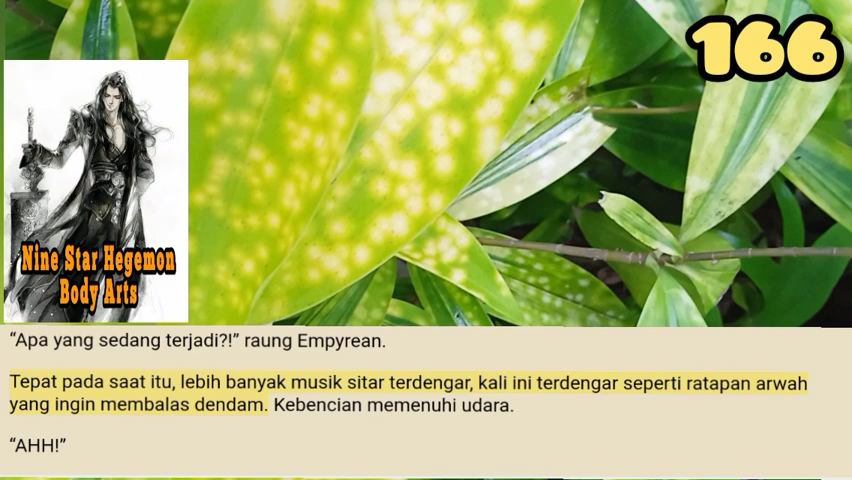 166
Nine Star Hegemon
Body Arts
“Apa yang sedang terjadi?!” raung Empyrean.
Tepat pada saat itu, lebih banyak musik sitar terdengar, kali ini terdengar seperti ratapan arwah
yang ingin membalas dendam. Kebencian memenuhi udara.
“AHH!”